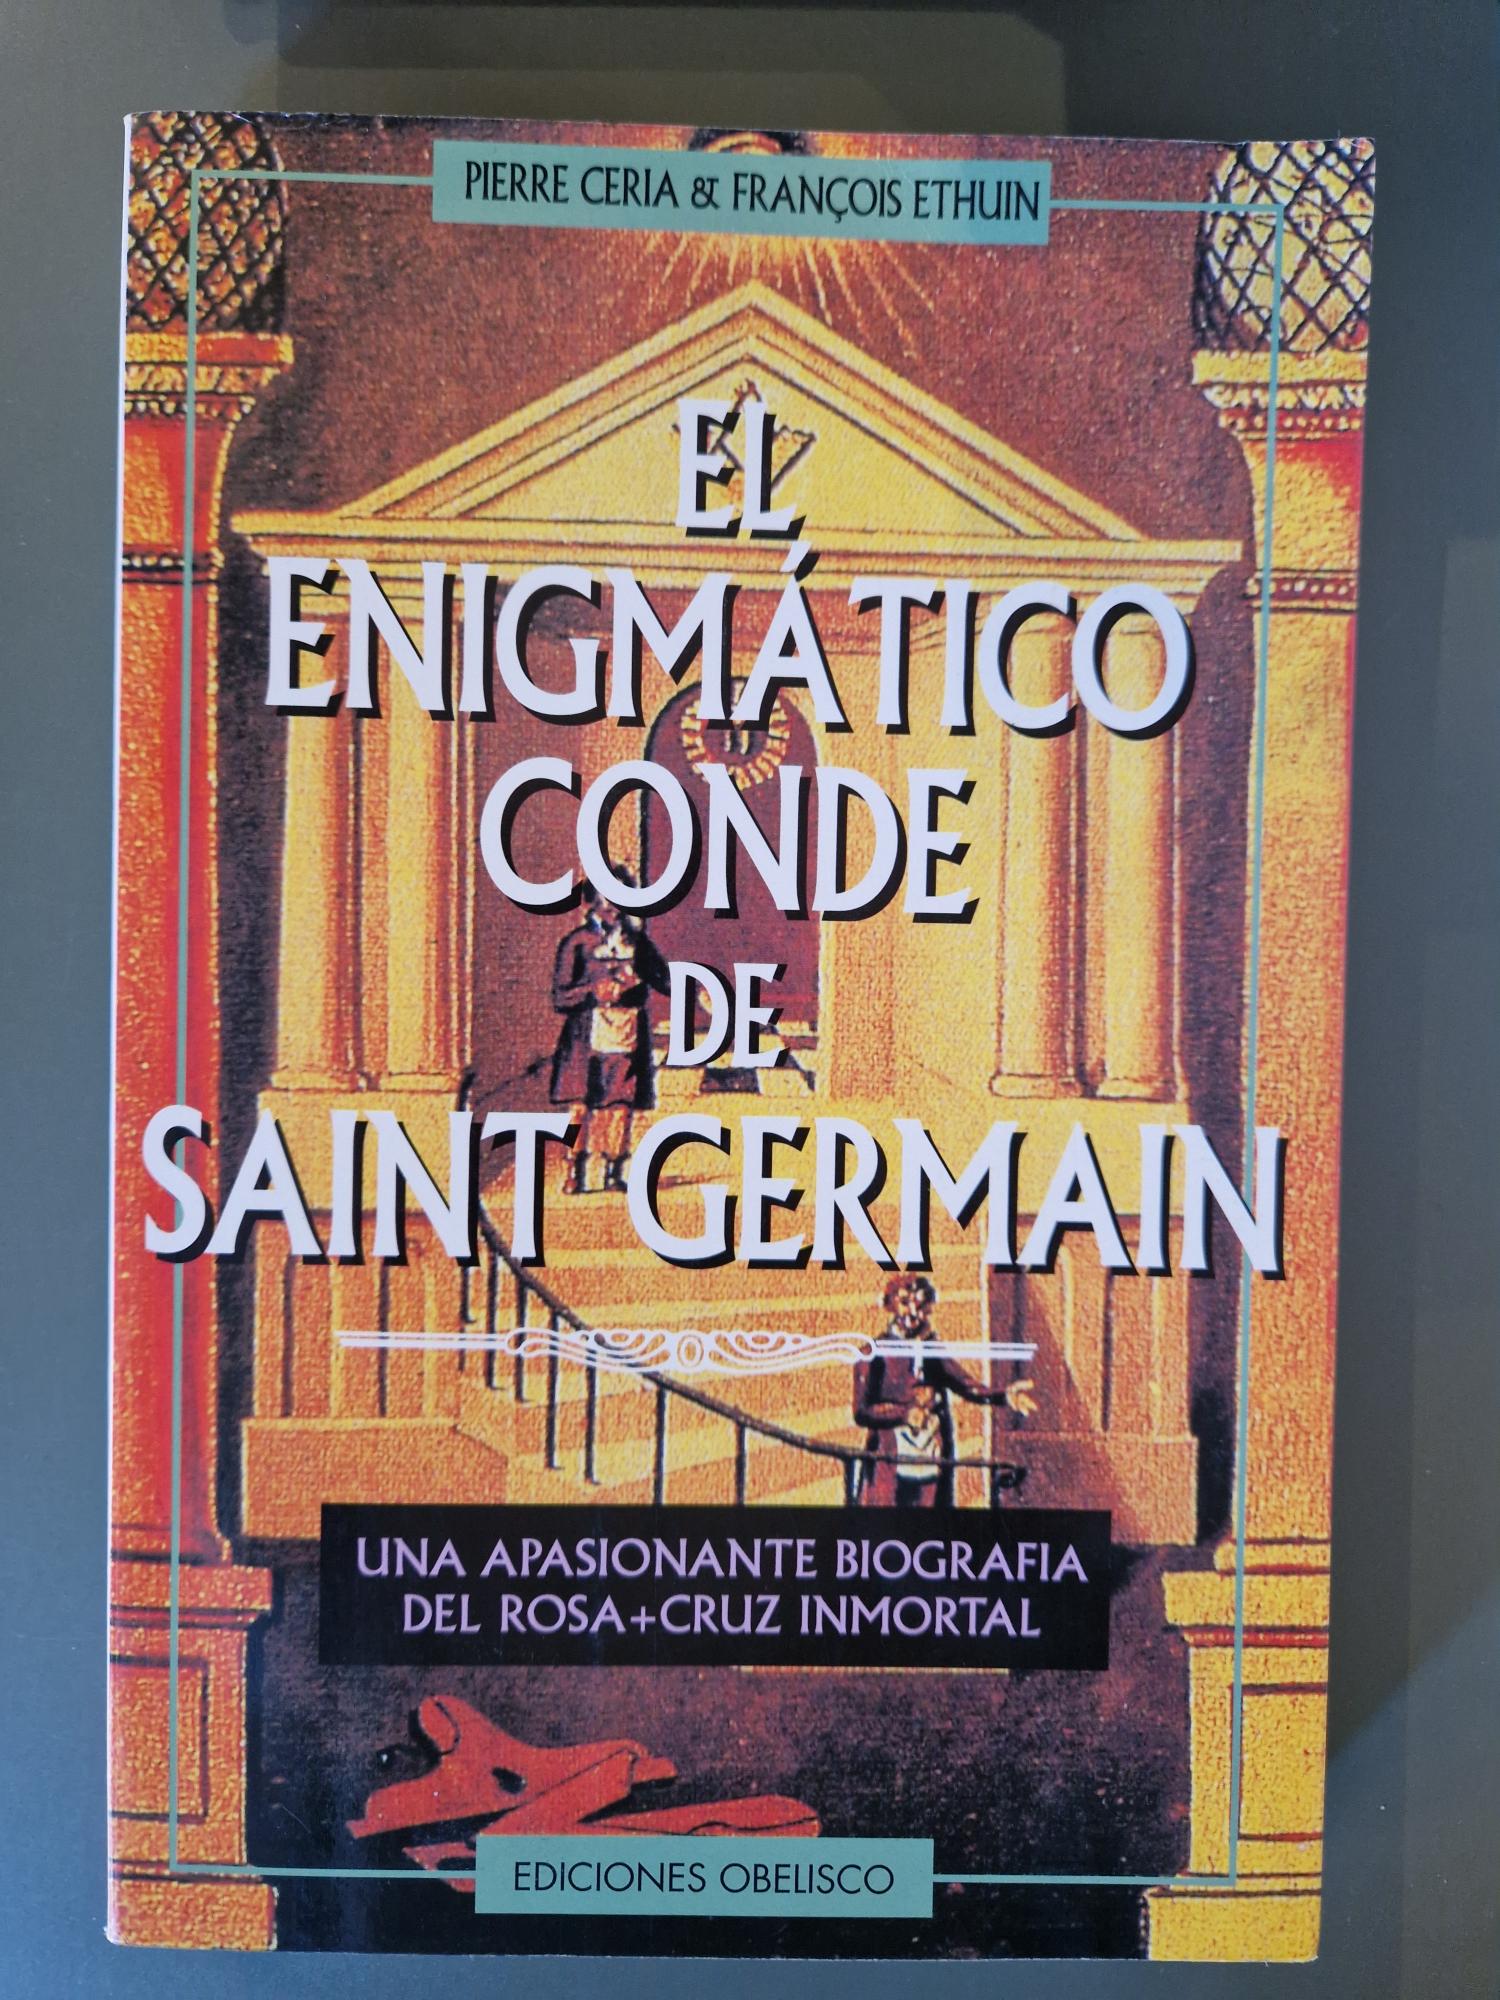 PIERRE CERIA & FRANÇOIS ETHUIN
EL
ENIGMÁTICO
CONDE
DE
SAINT GERMAIN
UNA APASIONANTE BIOGRAFIA
DEL ROSA+CRUZ INMORTAL
EDICIONES OBELISCO